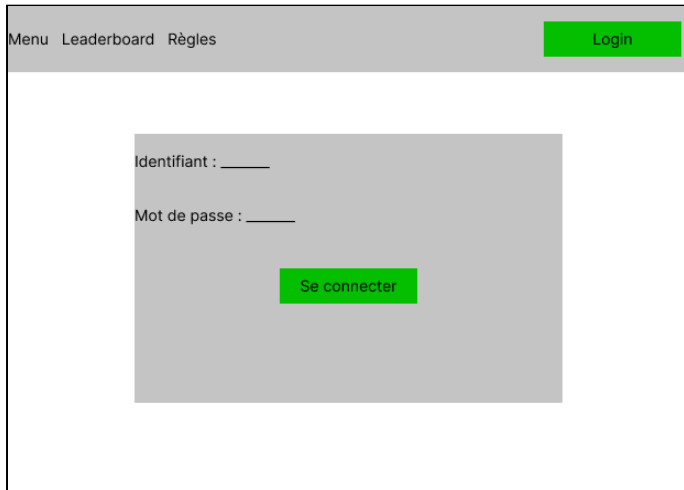 Menu Leaderboard Règles Login
Identifiant : ______
Mot de passe : ______
Se connecter